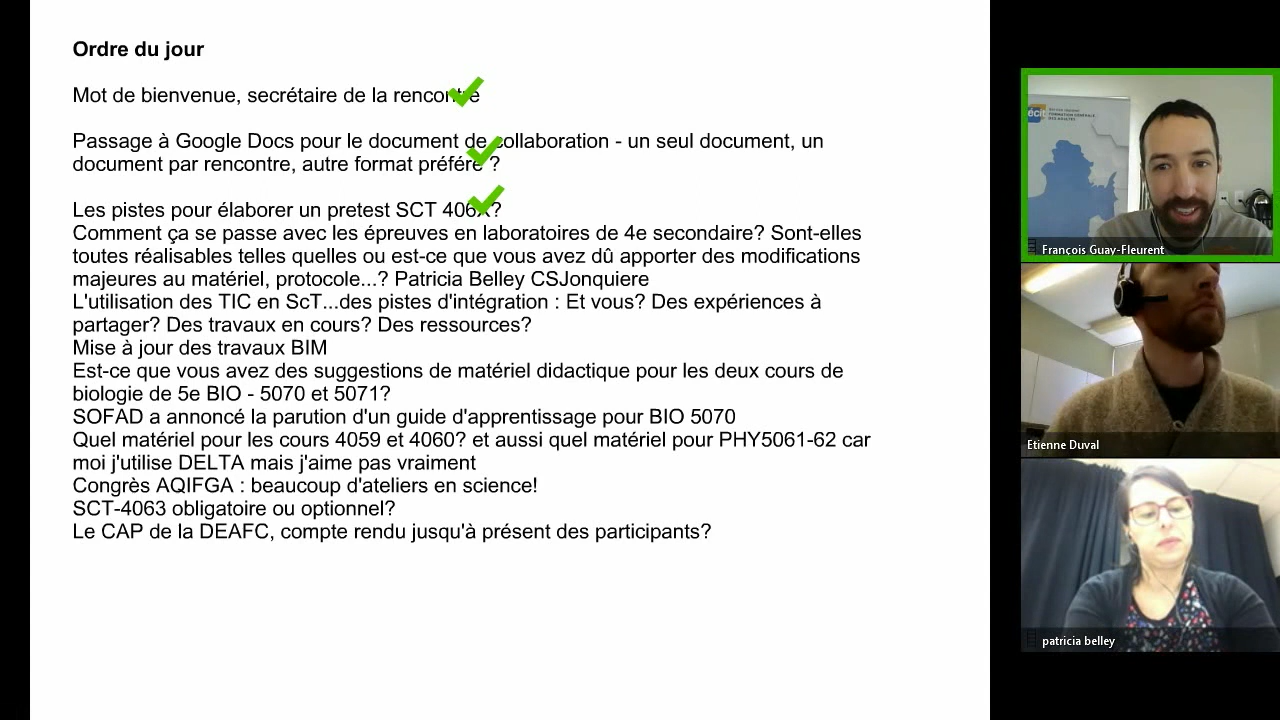 Ordre du jour
Mot de bienvenue, secrétaire de la rencontre
Passage à Google Docs pour le document de collaboration - un seul document, un
document par rencontre, autre format préféré ?
Les pistes pour élaborer un pretest SCT 406X?
Comment ça se passe avec les épreuves en laboratoires de 4e secondaire? Sont-elles
toutes réalisables telles quelles ou est-ce que vous avez dû apporter des modifications
majeures au matériel, protocole...? Patricia Belley CSJonquiere
L'utilisation des TIC en ScT...des pistes d'intégration : Et vous? Des expériences à
partager? Des travaux en cours? Des ressources?
Mise à jour des travaux BIM
Est-ce que vous avez des suggestions de matériel didactique pour les deux cours de
biologie de 5e BIO - 5070 et 5071?
SOFAD a annoncé la parution d'un guide d'apprentissage pour BIO 5070
Quel matériel pour les cours 4059 et 4060? et aussi quel matériel pour PHY5061-62 car
moi j'utilise DELTA mais j'aime pas vraiment
Congrès AQIFGA : beaucoup d'ateliers en science!
SCT-4063 obligatoire ou optionnel?
Le CAP de la DEAFC, compte rendu jusqu'à présent des participants?
FORMATION GÉNÉRALE
DES ADULTES
François Guay-Fleurent
Etienne Duval
patricia belley